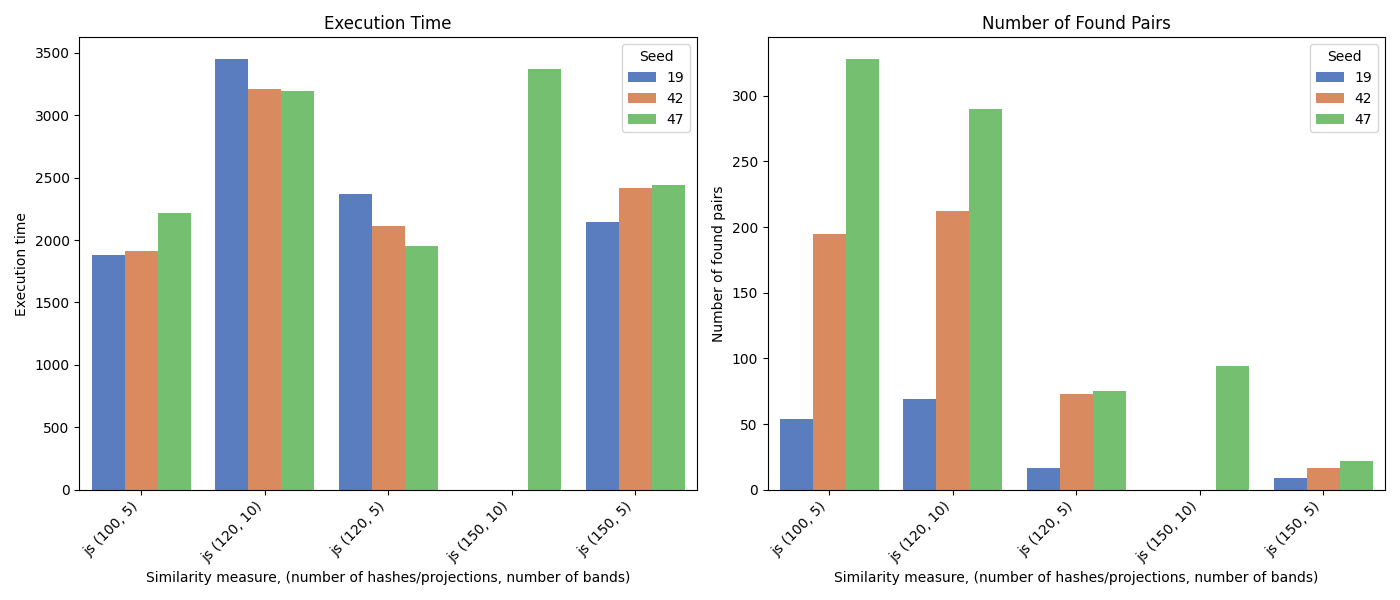 Execution Time
Execution time
3500
3000
2500
2000
1500
1000
500
0
Seed
19
42
47
js (100, 5)
js (120, 10)
js (120, 5)
js (150, 10)
js (150, 5)
Similarity measure, (number of hashes/projections, number of bands)
Number of Found Pairs
Number of found pairs
300
250
200
150
100
50
0
Seed
19
42
47
js (100, 5)
js (120, 10)
js (120, 5)
js (150, 10)
js (150, 5)
Similarity measure, (number of hashes/projections, number of bands)